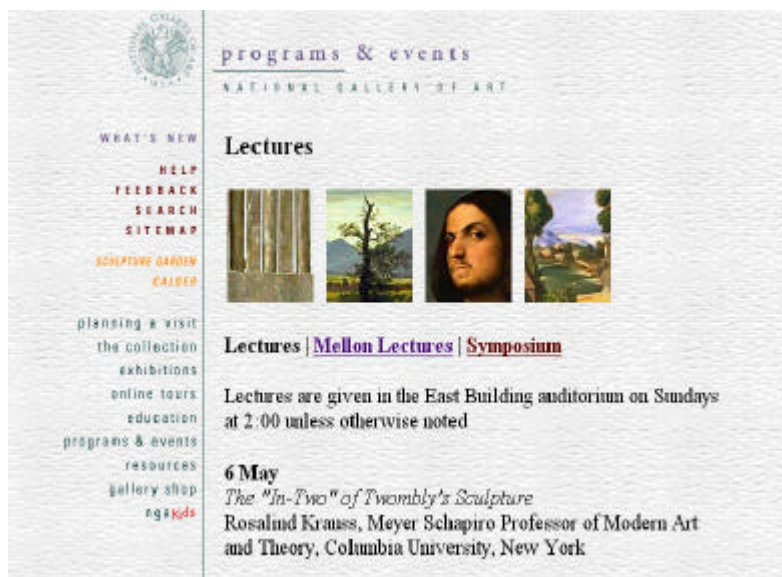 programs & events
NATIONAL GALLERY OF ART
WHAT'S NEW
HELP
FEEDBACK
SEARCH
SITEMAP
SCULPTURE GARDEN
CALDER
planning a visit
the collection
exhibitions
online tours
education
programs & events
resources
gallery shop
ngakids
Lectures
Lectures | Mellon Lectures | Symposium
Lectures are given in the East Building auditorium on Sundays
at 2:00 unless otherwise noted
6 May
The "In-Two" of Twombly's Sculpture
Rosalind Krauss, Meyer Schapiro Professor of Modern Art
and Theory, Columbia University, New York